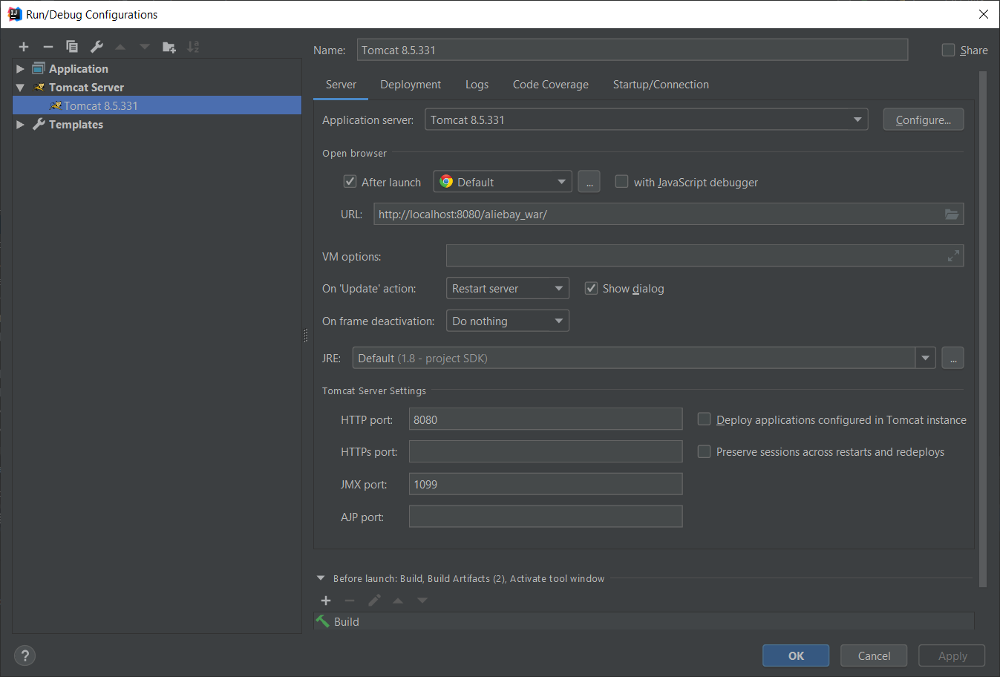 Run/Debug Configurations
Name: Tomcat 8.5.331 Share
Application
Tomcat Server
Tomcat 8.5.331
Templates
Server Deployment Logs Code Coverage Startup/Connection
Application server: Tomcat 8.5.331 Configure...
Open browser
After launch Default ... with JavaScript debugger
URL: http://localhost:8080/aliebay_war/
VM options:
On 'Update' action: Restart server Show dialog
On frame deactivation: Do nothing
JRE: Default (1.8 - project SDK) ...
Tomcat Server Settings
HTTP port: 8080 Deploy applications configured in Tomcat instance
HTTPs port: Preserve sessions across restarts and redeploys
JMX port: 1099
AJP port:
Before launch: Build, Build Artifacts (2), Activate tool window
Build
? OK Cancel Apply